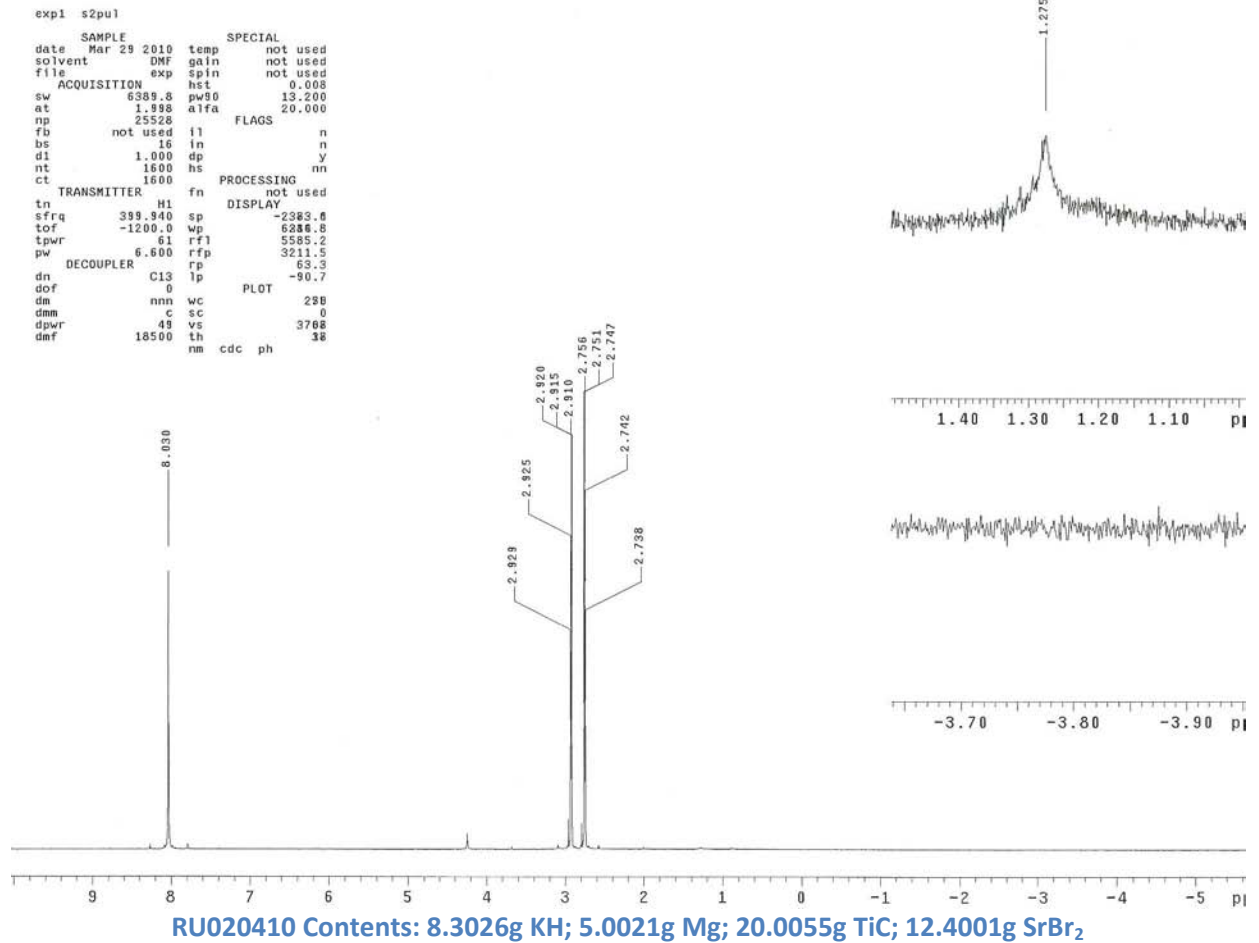 exp1 s2pul
SAMPLE SPECIAL
date Mar 29 2010 temp not used
solvent DMF gain not used
file exp spin not used
ACQUISITION hst 0.008
sw 6389.8 pw90 13.200
at 1.998 alfa 20.000
np 25528 FLAGS
fb not used il n
bs 16 in n
d1 1.000 dp y
nt 1600 hs nn
ct 1600 PROCESSING
TRANSMITTER fn not used
tn H1 DISPLAY
sfrq 399.940 sp
tof -1200.0 wp
tpwr 61 rfl 5585.2
pw 6.600 rfp 3211.5
DECOUPLER rp 63.3
dn C13 lp -90.7
dof 0 PLOT
dm nnn wc
dmm c sc 0
dpwr 49 vs
dmf 18500 th
nm cdc ph
1.275
1.40 1.30 1.20 1.10
-3.70 -3.80 -3.90
8.030
2.929
2.925
2.920
2.915
2.910
2.756
2.751
2.747
2.742
2.738
9 8 7 6 5 4 3 2 1 0 -1 -2 -3 -4 -5
RU020410 Contents: 8.3026g KH; 5.0021g Mg; 20.0055g TiC; 12.4001g SrBr₂